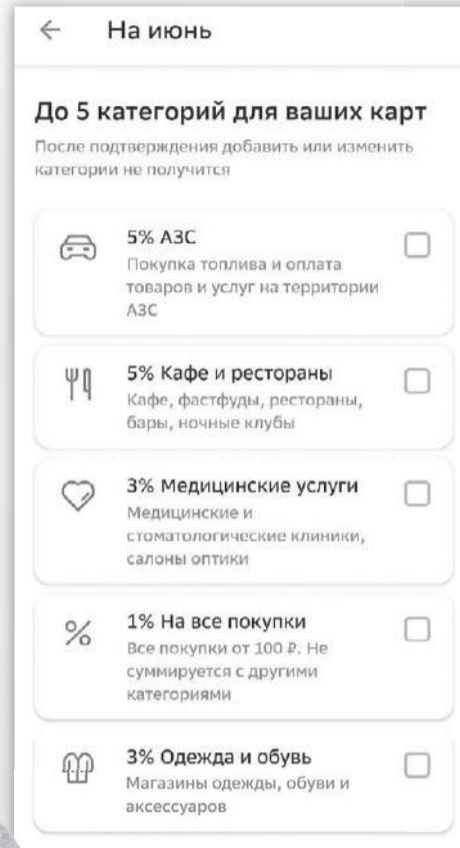 На июнь
До 5 категорий для ваших карт
После подтверждения добавить или изменить
категории не получится
5% АЗС
Покупка топлива и оплата
товаров и услуг на территории
АЗС
5% Кафе и рестораны
Кафе, фастфуды, рестораны,
бары, ночные клубы
3% Медицинские услуги
Медицинские и
стоматологические клиники,
салоны оптики
1% На все покупки
Все покупки от 100 ₽. Не
суммируется с другими
категориями
3% Одежда и обувь
Магазины одежды, обуви и
аксессуаров